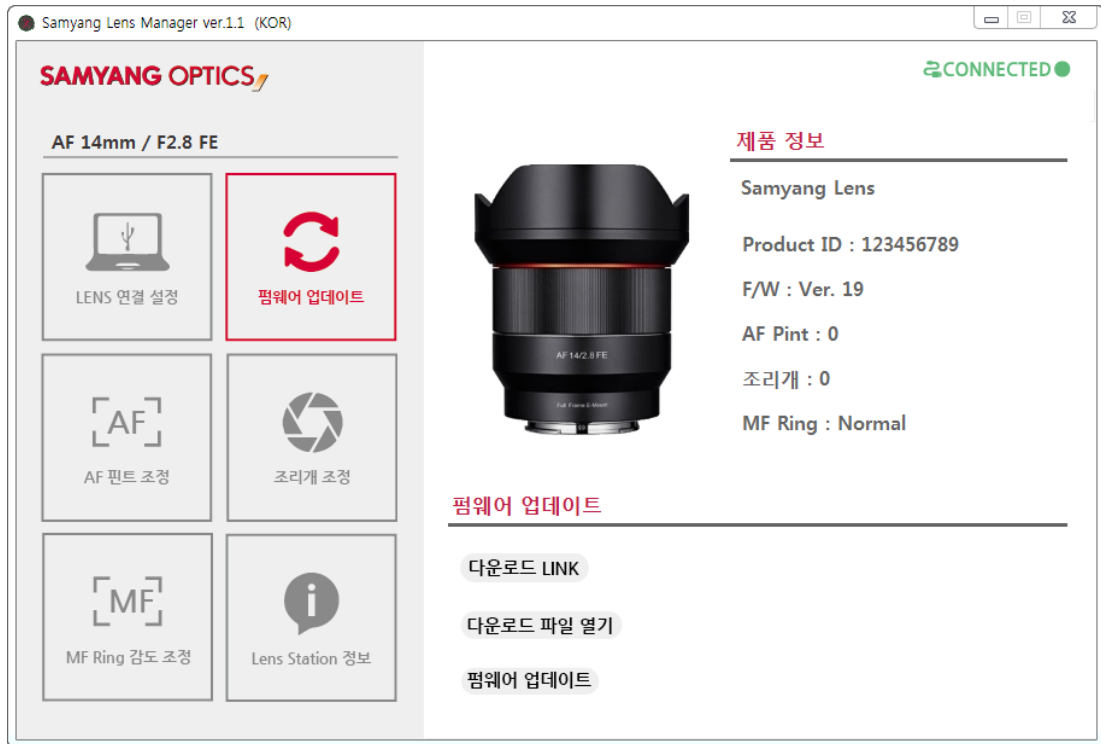 Samyang Lens Manager ver.1.1 (KOR)
SAMYANG OPTICS
CONNECTED
AF 14mm / F2.8 FE
LENS 연결 설정
펌웨어 업데이트
AF 핀트 조정
조리개 조정
MF Ring 감도 조정
Lens Station 정보
AF
MF
AF 14/2.8 FE
Full Frame E-Mount
제품 정보
Samyang Lens
Product ID : 123456789
F/W : Ver. 19
AF Pint : 0
조리개 : 0
MF Ring : Normal
펌웨어 업데이트
다운로드 LINK
다운로드 파일 열기
펌웨어 업데이트